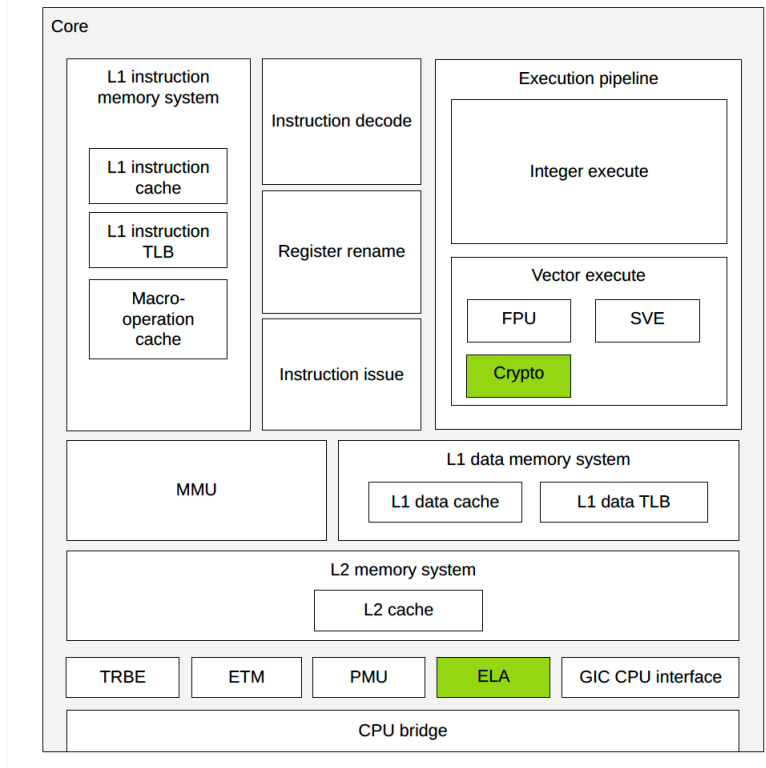 Core
L1 instruction
memory system
L1 instruction
cache
L1 instruction
TLB
Macro-
operation
cache
Instruction decode
Register rename
Instruction issue
Execution pipeline
Integer execute
Vector execute
FPU
SVE
Crypto
MMU
L1 data memory system
L1 data cache
L1 data TLB
L2 memory system
L2 cache
TRBE
ETM
PMU
ELA
GIC CPU interface
CPU bridge